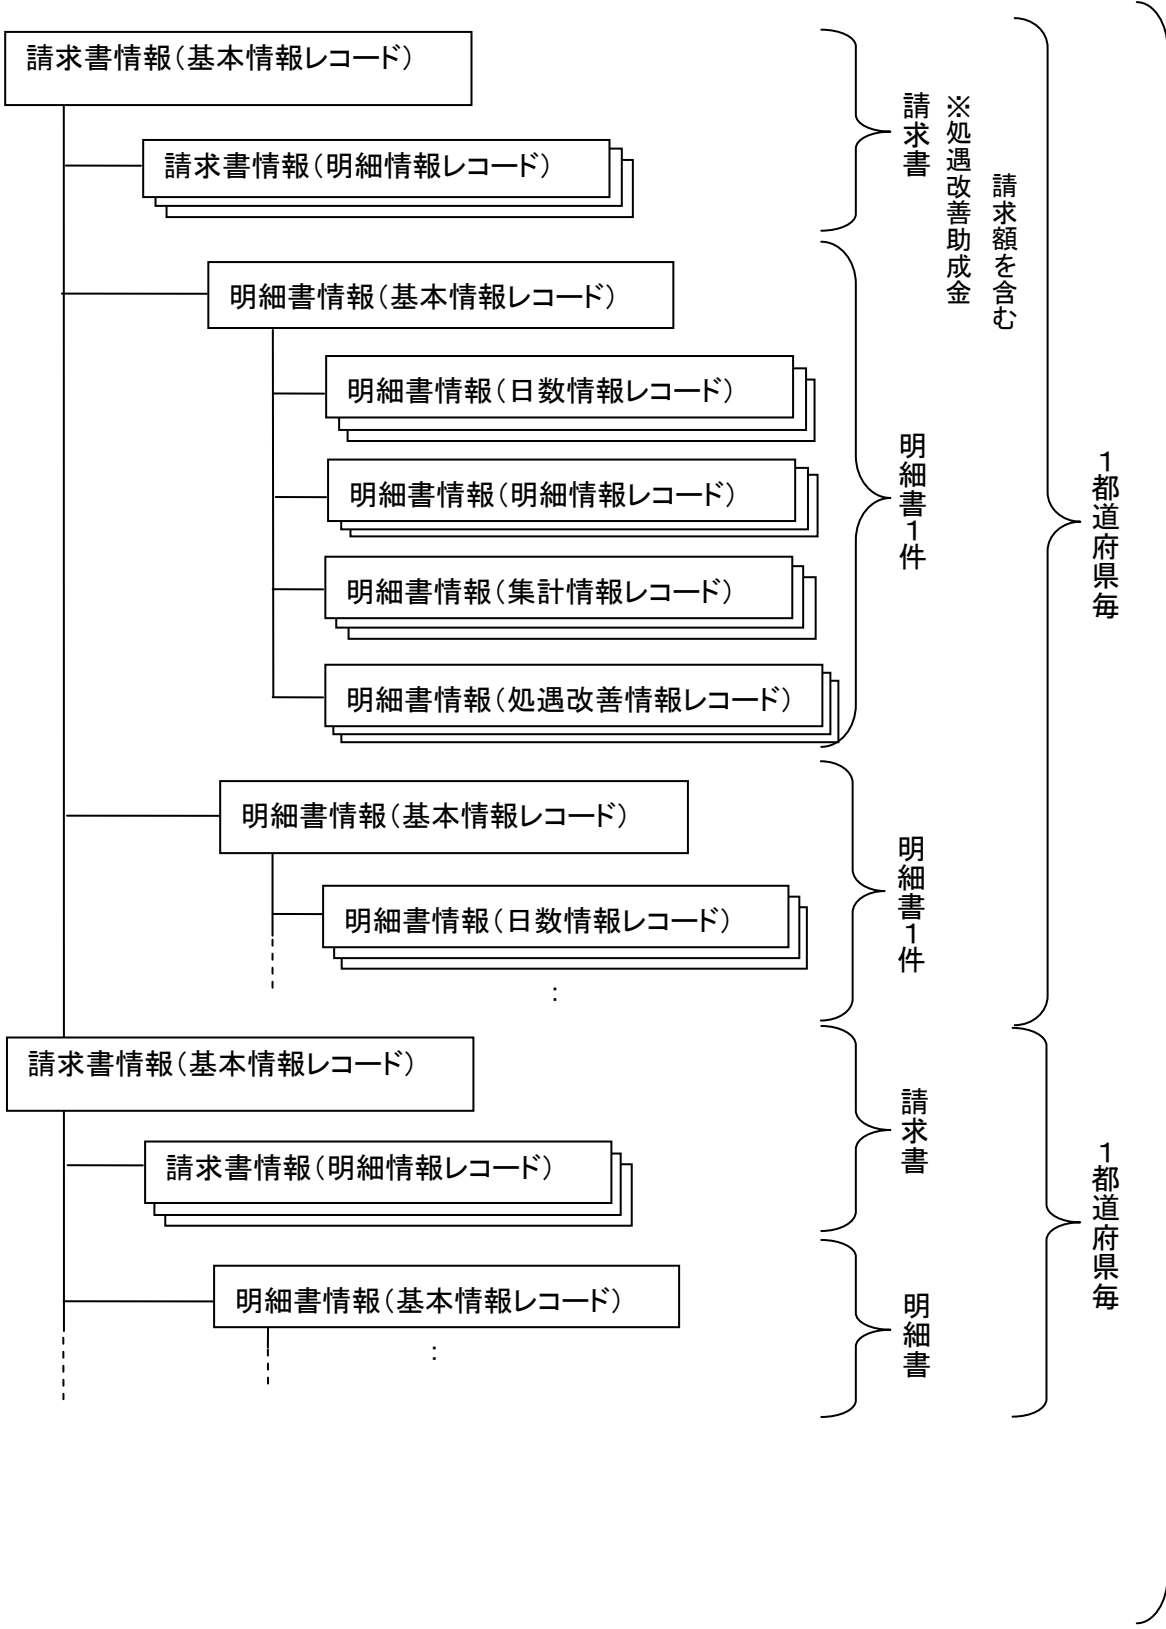 請求書情報（基本情報レコード）
請求書情報（明細情報レコード）
請求書
※処遇改善助成金
請求額を含む
明細書情報（基本情報レコード）
明細書情報（日数情報レコード）
明細書情報（明細情報レコード）
明細書情報（集計情報レコード）
明細書情報（処遇改善情報レコード）
明細書１件
１都道府県毎
明細書情報（基本情報レコード）
明細書情報（日数情報レコード）
：
明細書１件
請求書情報（基本情報レコード）
請求書情報（明細情報レコード）
請求書
明細書情報（基本情報レコード）
：
明細書
１都道府県毎